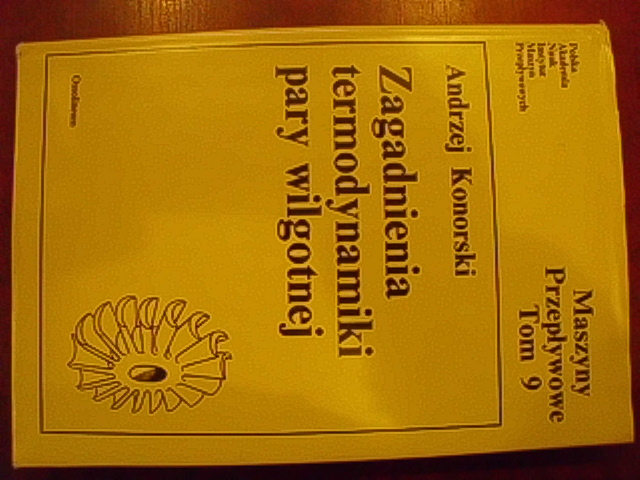 Polska
Akademia
Nauk
Instytut
Maszyn
Przepływowych
Maszyny
Przepływowe
Tom 9
Andrzej Konorski
Zagadnienia
termodynamiki
pary wilgotnej
Ossolineum